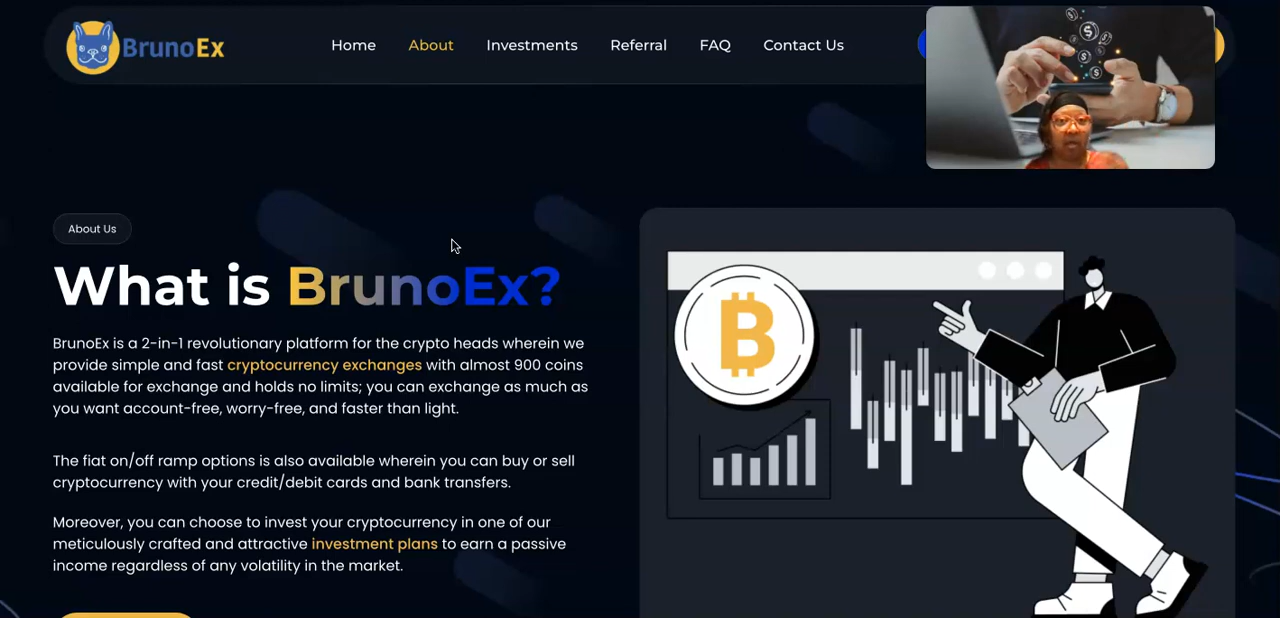 BrunoEx
Home About Investments Referral FAQ Contact Us
About Us
What is BrunoEx?
BrunoEx is a 2-in-1 revolutionary platform for the crypto heads wherein we
provide simple and fast cryptocurrency exchanges with almost 900 coins
available for exchange and holds no limits; you can exchange as much as
you want account-free, worry-free, and faster than light.
The fiat on/off ramp options is also available wherein you can buy or sell
cryptocurrency with your credit/debit cards and bank transfers.
Moreover, you can choose to invest your cryptocurrency in one of our
meticulously crafted and attractive investment plans to earn a passive
income regardless of any volatility in the market.